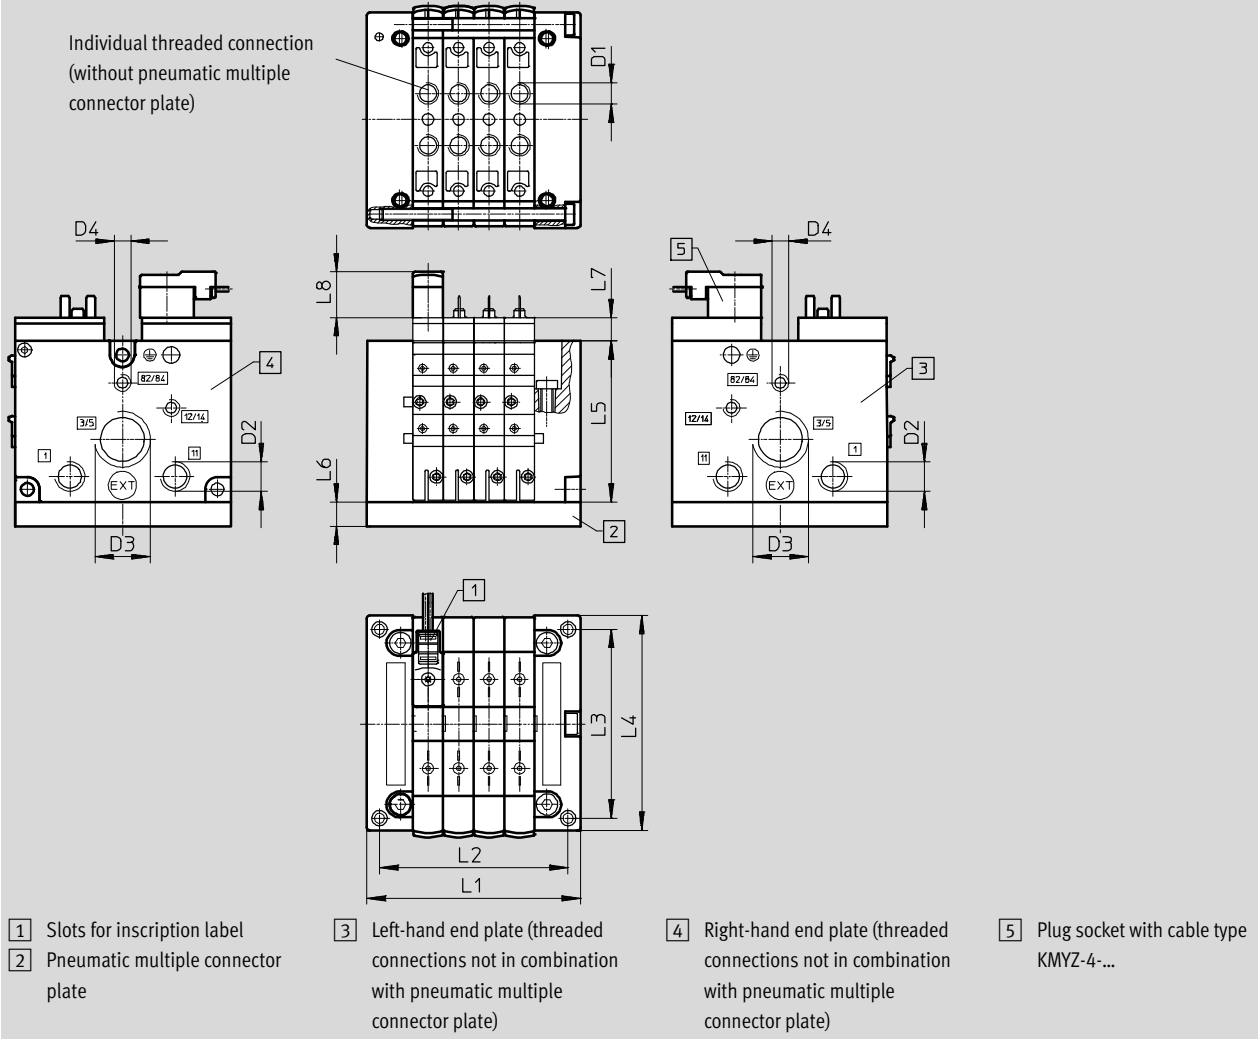 Individual threaded connection
(without pneumatic multiple
connector plate)
D1
D4
5
D4
L8
L7
4
82/84
12/14
3/5
1
11
EXT
D2
D3
L6
L5
2
82/84
12/14
3/5
11
1
EXT
3
D2
D3
1
L3
L4
L2
L1
1 Slots for inscription label
2 Pneumatic multiple connector
plate
3 Left-hand end plate (threaded
connections not in combination
with pneumatic multiple
connector plate)
4 Right-hand end plate (threaded
connections not in combination
with pneumatic multiple
connector plate)
5 Plug socket with cable type
KMYZ-4-...